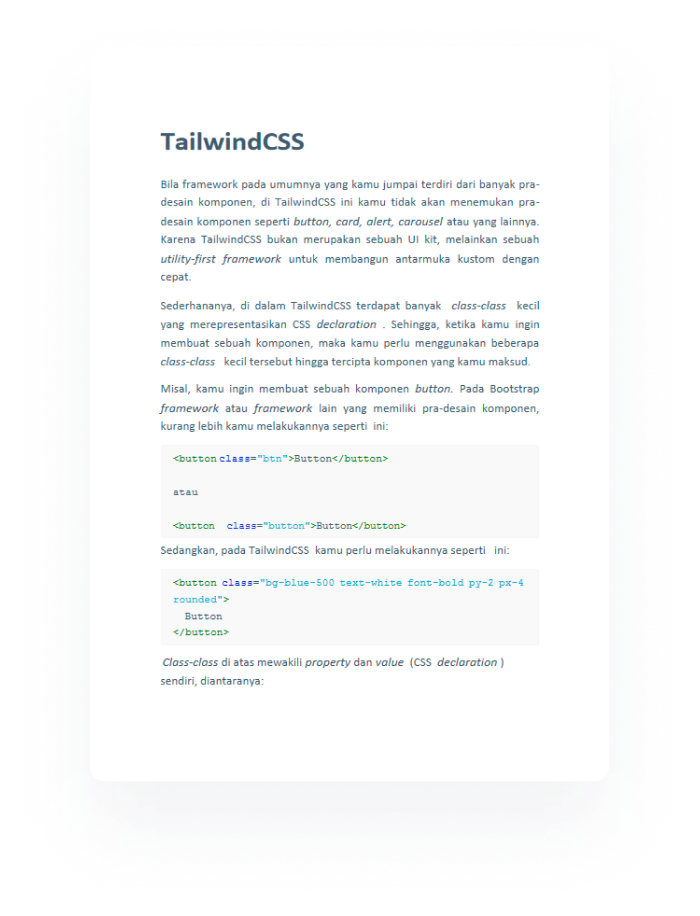 TailwindCSS
Bila framework pada umumnya yang kamu jumpai terdiri dari banyak pra-
desain komponen, di TailwindCSS ini kamu tidak akan menemukan pra-
desain komponen seperti button, card, alert, carousel atau yang lainnya.
Karena TailwindCSS bukan merupakan sebuah UI kit, melainkan sebuah
utility-first framework untuk membangun antarmuka kustom dengan
cepat.
Sederhananya, di dalam TailwindCSS terdapat banyak class-class kecil
yang merepresentasikan CSS declaration . Sehingga, ketika kamu ingin
membuat sebuah komponen, maka kamu perlu menggunakan beberapa
class-class kecil tersebut hingga tercipta komponen yang kamu maksud.
Misal, kamu ingin membuat sebuah komponen button. Pada Bootstrap
framework atau framework lain yang memiliki pra-desain komponen,
kurang lebih kamu melakukannya seperti ini:
<button class="btn">Button</button>
atau
<button class="button">Button</button>
Sedangkan, pada TailwindCSS kamu perlu melakukannya seperti ini:
<button class="bg-blue-500 text-white font-bold py-2 px-4
rounded">
Button
</button>
Class-class di atas mewakili property dan value (CSS declaration )
sendiri, diantaranya: